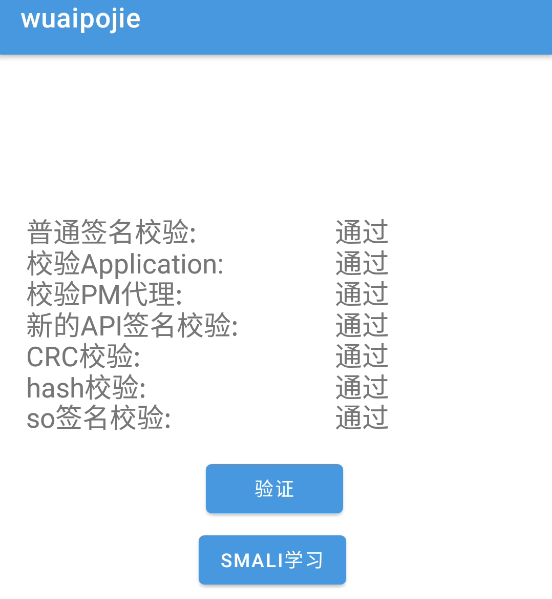 wuaipojie
普通签名校验: 通过
校验Application: 通过
校验PM代理: 通过
新的API签名校验: 通过
CRC校验: 通过
hash校验: 通过
so签名校验: 通过
验证
SMALI学习